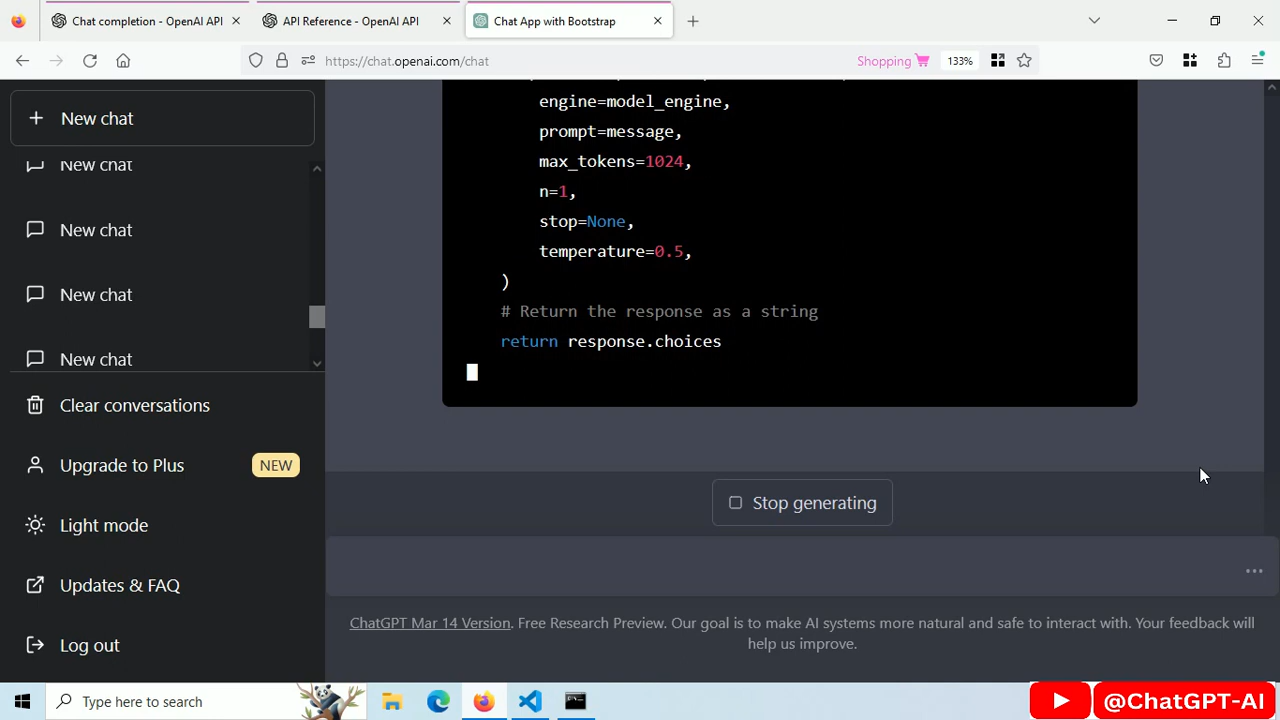 Chat completion - OpenAI API
API Reference - OpenAI API
Chat App with Bootstrap
https://chat.openai.com/chat
Shopping
133%
New chat
New chat
New chat
New chat
New chat
Clear conversations
Upgrade to Plus
NEW
Light mode
Updates & FAQ
Log out
engine=model_engine,
prompt=message,
max_tokens=1024,
n=1,
stop=None,
temperature=0.5,
)
# Return the response as a string
return response.choices
Stop generating
ChatGPT Mar 14 Version. Free Research Preview. Our goal is to make AI systems more natural and safe to interact with. Your feedback will
help us improve.
Type here to search
@ChatGPT-AI